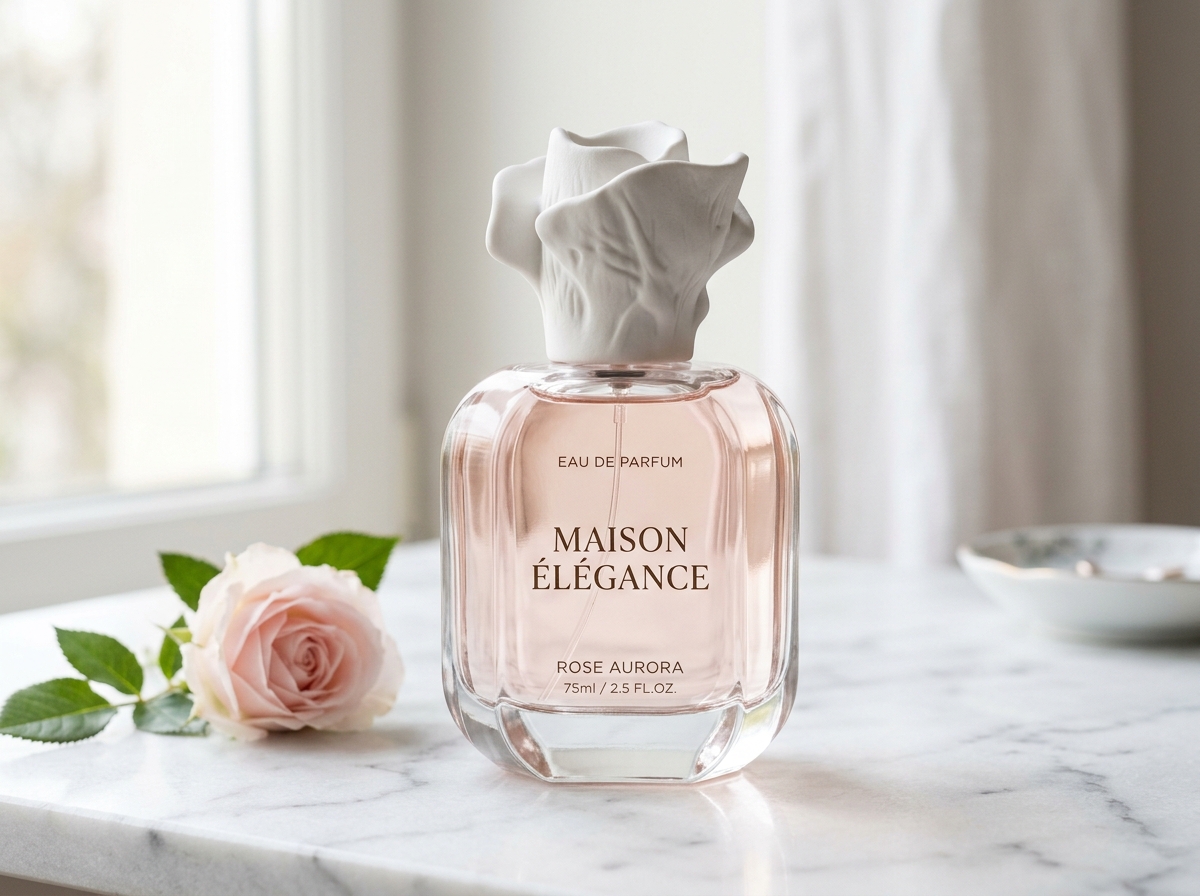 EAU DE PARFUM
MAISON
ÉLÉGANCE
ROSE AURORA
75ml / 2.5 FL.OZ.